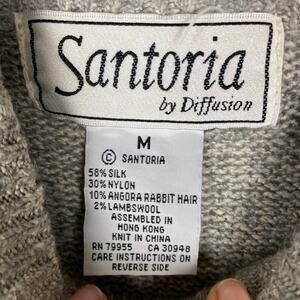 Santoria
by Diffusion
M
© SANTORIA
58% SILK
30% NYLON
10% ANGORA RABBIT HAIR
2% LAMBSWOOL
ASSEMBLED IN
HONG KONG
KNIT IN CHINA
RN 79955 CA 30948
CARE INSTRUCTIONS ON
REVERSE SIDE